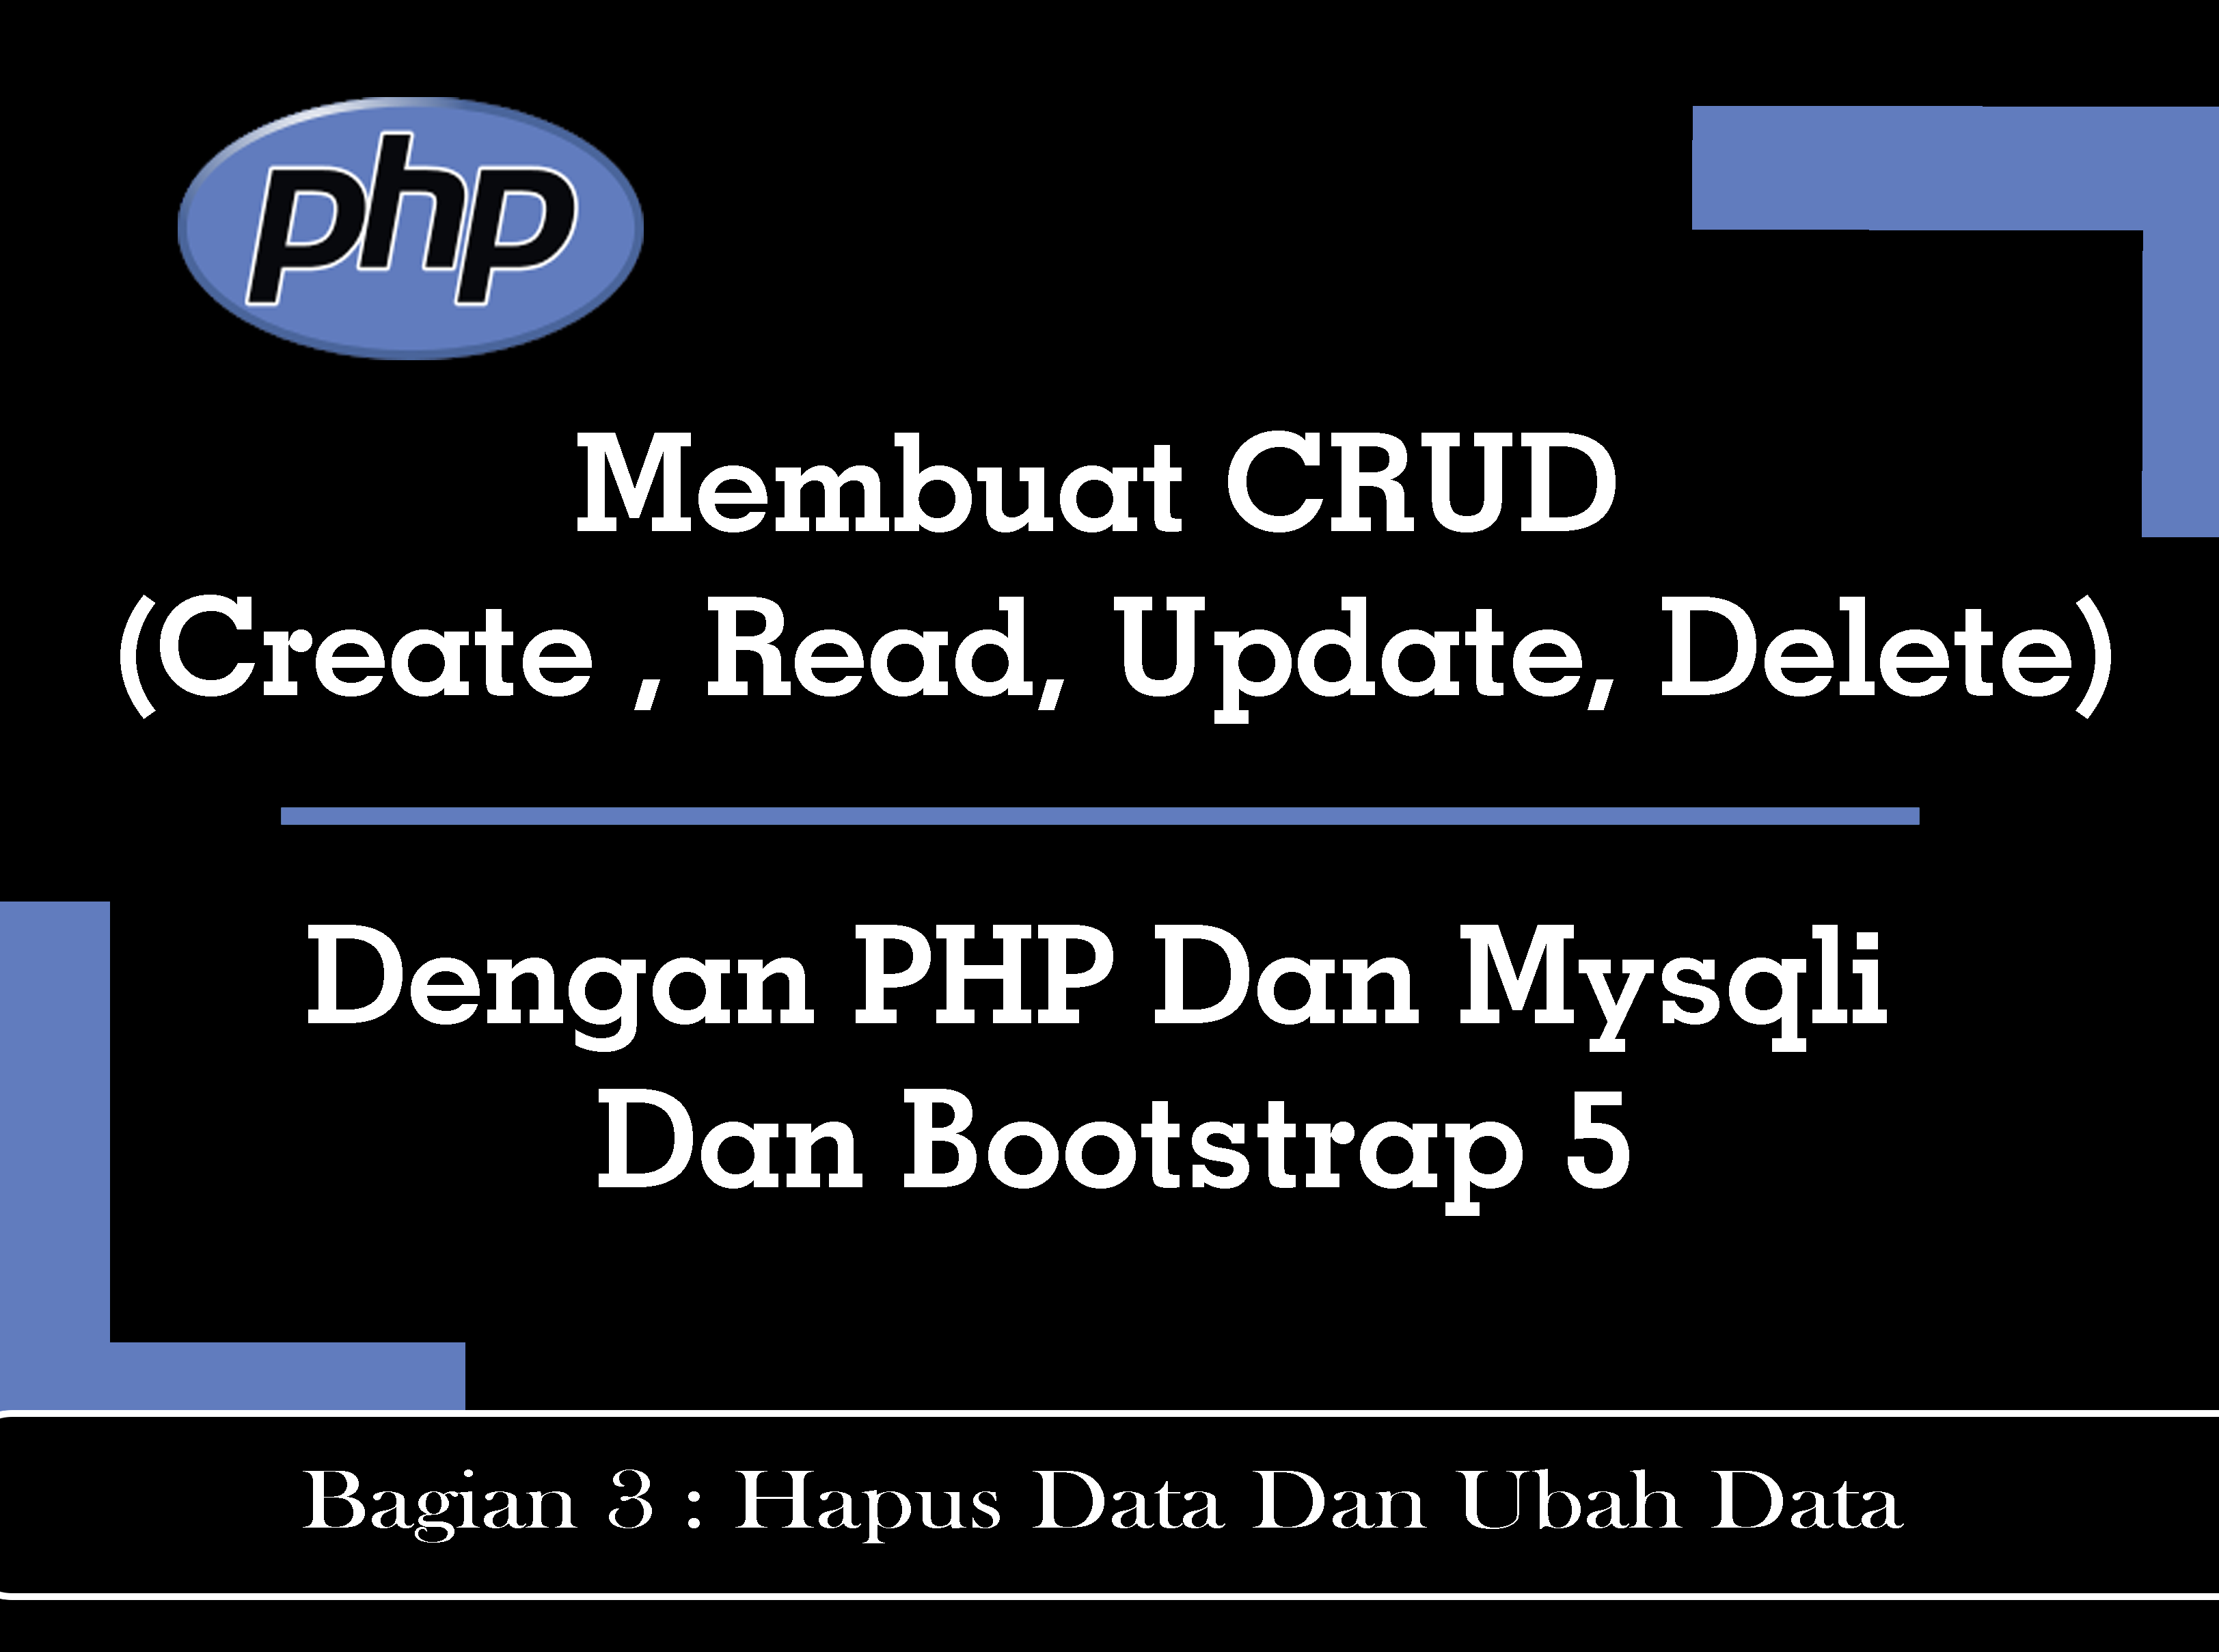 php
Membuat CRUD
(Create , Read, Update, Delete)
Dengan PHP Dan Mysqli
Dan Bootstrap 5
Bagian 3 : Hapus Data Dan Ubah Data